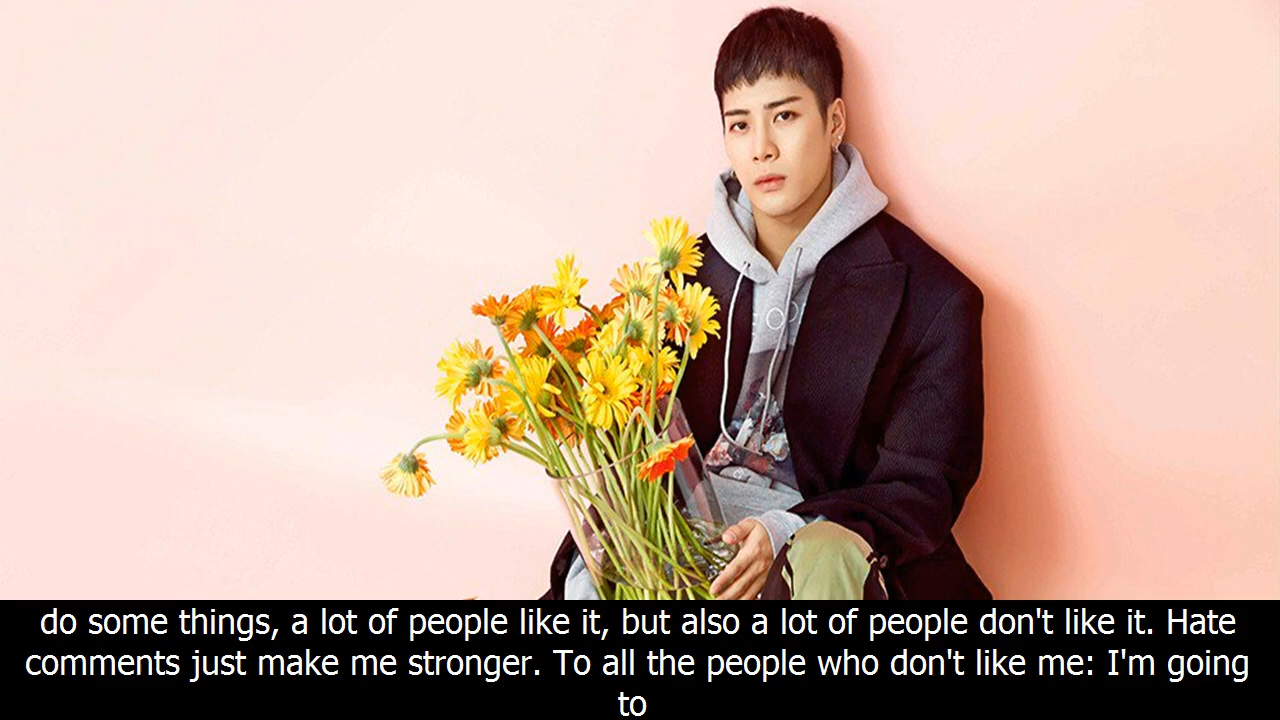 do some things, a lot of people like it, but also a lot of people don't like it. Hate
comments just make me stronger. To all the people who don't like me: I'm going
to